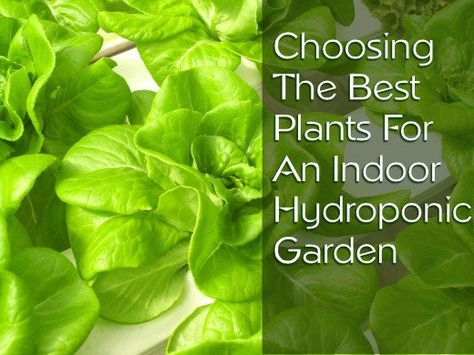 Choosing
The Best
Plants For
An Indoor
Hydroponic
Garden